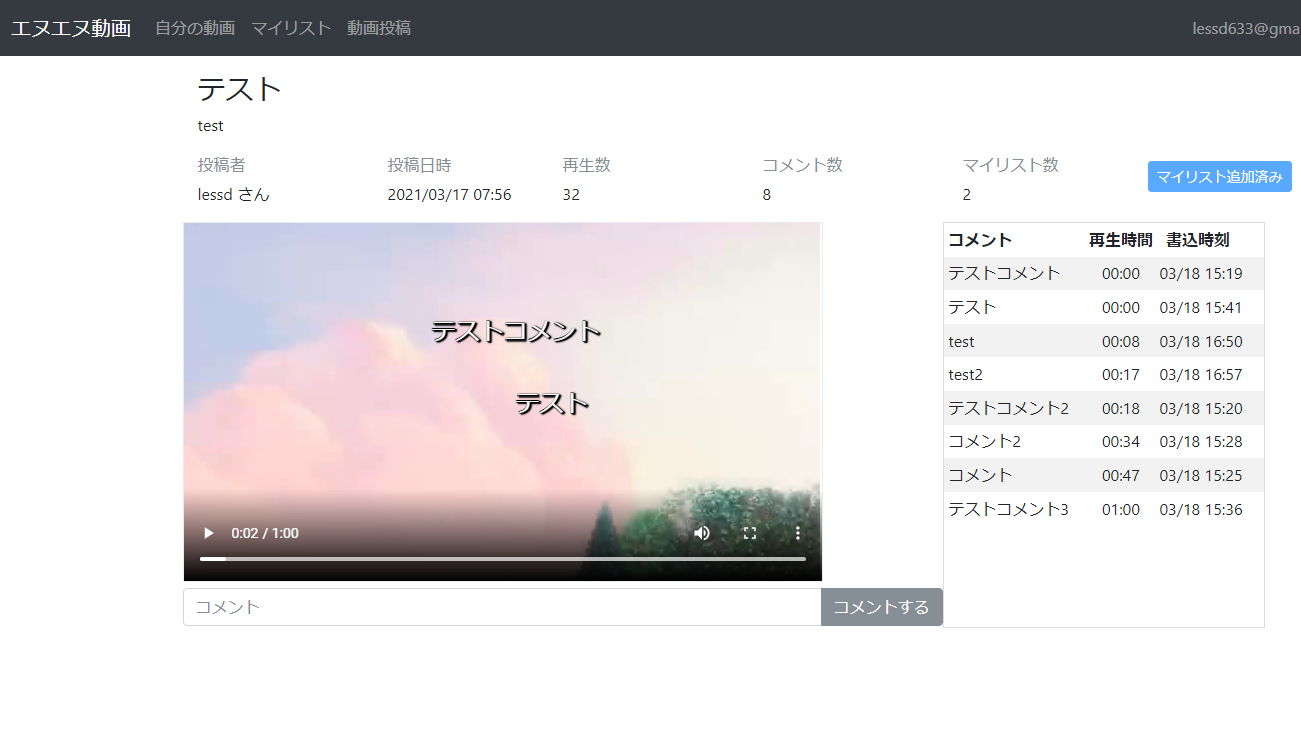 エヌエヌ動画 自分の動画 マイリスト 動画投稿 lessd633@gma
テスト
test
投稿者 投稿日時 再生数 コメント数 マイリスト数 マイリスト追加済み
lessd さん 2021/03/17 07:56 32 8 2
テストコメント
テスト
0:02 / 1:00
コメント コメントする
コメント 再生時間 書込時刻
テストコメント 00:00 03/18 15:19
テスト 00:00 03/18 15:41
test 00:08 03/18 16:50
test2 00:17 03/18 16:57
テストコメント2 00:18 03/18 15:20
コメント2 00:34 03/18 15:28
コメント 00:47 03/18 15:25
テストコメント3 01:00 03/18 15:36